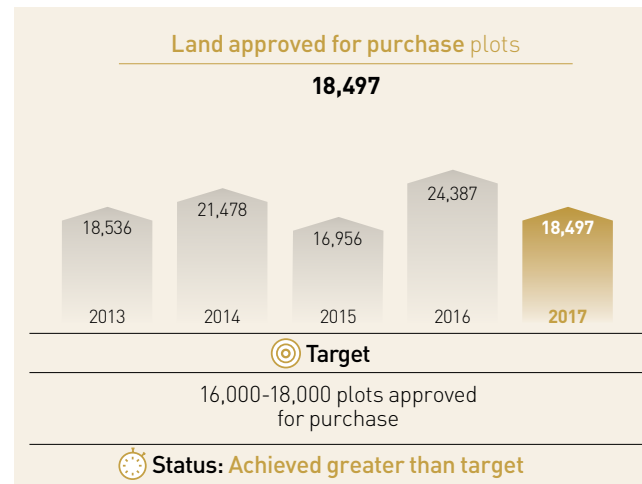 Land approved for purchase plots
18,497
18,536
21,478
16,956
24,387
18,497
2013
2014
2015
2016
2017
Target
16,000-18,000 plots approved
for purchase
Status: Achieved greater than target